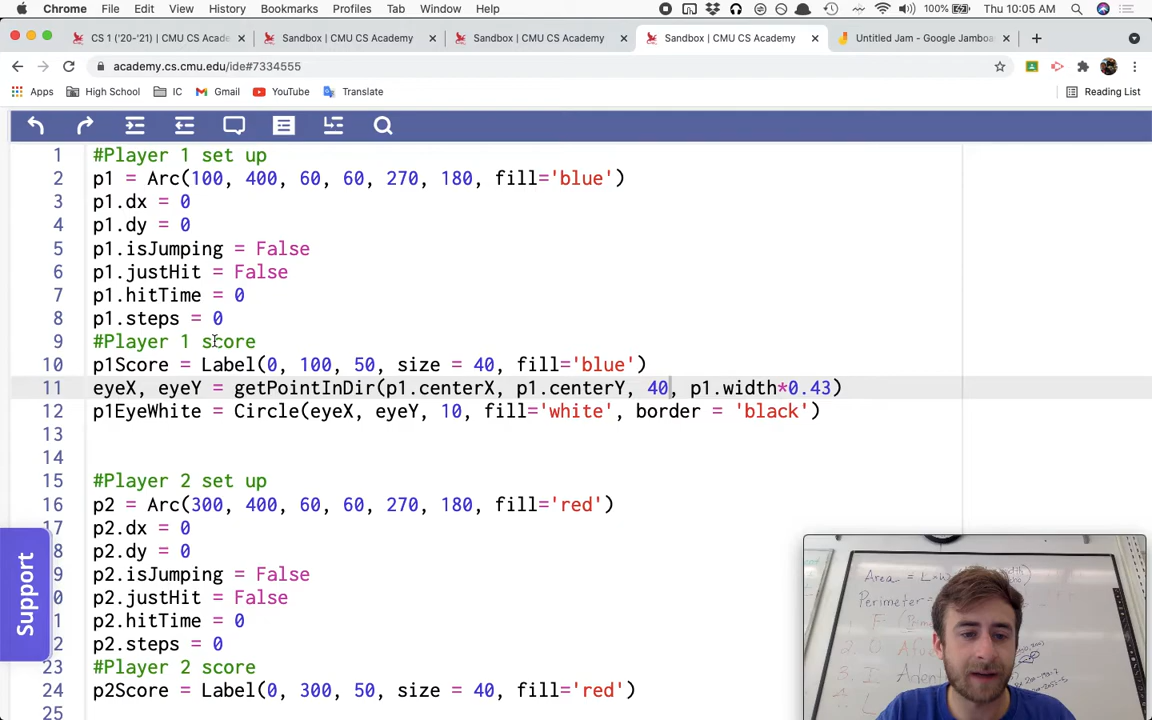 Chrome File Edit View History Bookmarks Profiles Tab Window Help 100% Thu 10:05 AM
CS 1 ('20-'21) | CMU CS Acade Sandbox | CMU CS Academy Sandbox | CMU CS Academy Sandbox | CMU CS Academy Untitled Jam - Google Jamboa
academy.cs.cmu.edu/ide#7334555
Apps High School IC Gmail YouTube Translate Reading List
1 #Player 1 set up
2 p1 = Arc(100, 400, 60, 60, 270, 180, fill='blue')
3 p1.dx = 0
4 p1.dy = 0
5 p1.isJumping = False
6 p1.justHit = False
7 p1.hitTime = 0
8 p1.steps = 0
9 #Player 1 score
10 p1Score = Label(0, 100, 50, size = 40, fill='blue')
11 eyeX, eyeY = getPointInDir(p1.centerX, p1.centerY, 40, p1.width*0.43)
12 p1EyeWhite = Circle(eyeX, eyeY, 10, fill='white', border = 'black')
13
14
15 #Player 2 set up
16 p2 = Arc(300, 400, 60, 60, 270, 180, fill='red')
17 p2.dx = 0
8 p2.dy = 0
9 p2.isJumping = False
0 p2.justHit = False
1 p2.hitTime = 0
2 p2.steps = 0
23 #Player 2 score
24 p2Score = Label(0, 300, 50, size = 40, fill='red')
25
Support
Area = L
Perimeter =